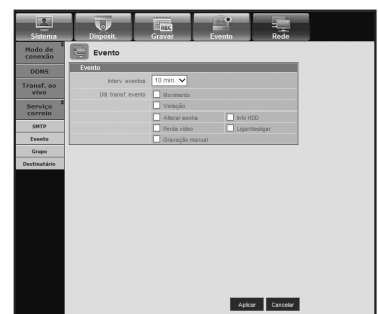 Sistema Disposit. Gravar Evento Rede
Modo de conexão
DDNS
Transf. ao vivo
Serviço correio
SMTP
Evento
Grupo
Destinatário
Evento
Evento
Interv. eventos 10 min.
Util. transf. evento Movimento
Violação
Alterar senha Info HDD
Perda vídeo Ligar/desligar
Gravação manual
Aplicar Cancelar